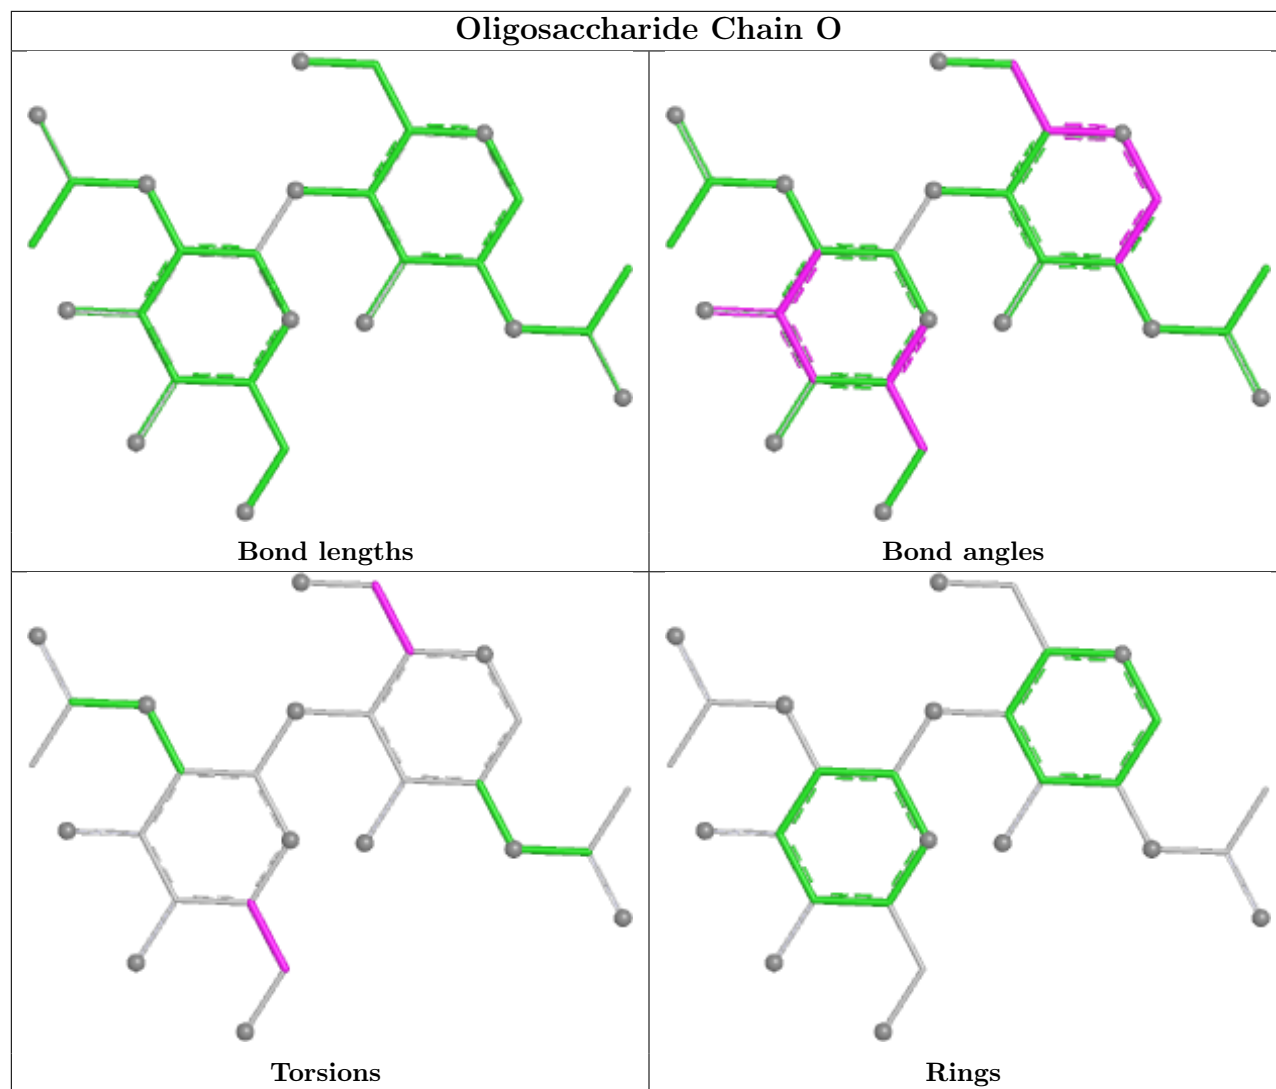 Oligosaccharide Chain O
Bond lengths
Bond angles
Torsions
Rings